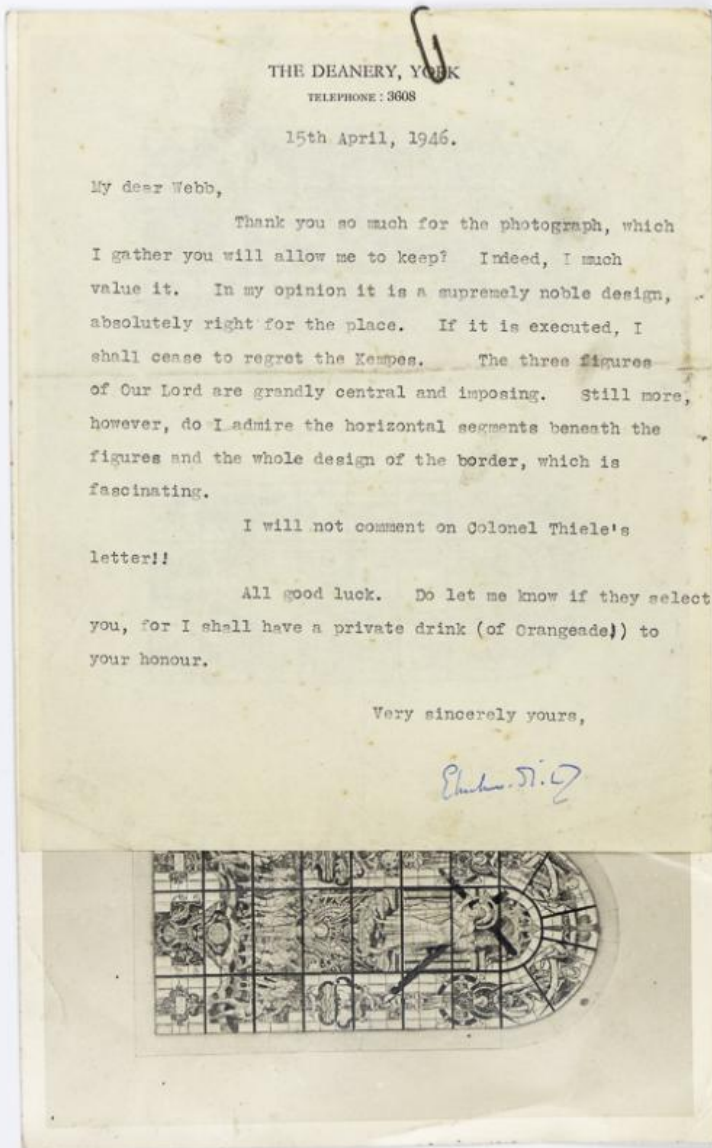 THE DEANERY, YORK
TELEPHONE: 3608
15th April, 1946.
My dear Webb,
Thank you so much for the photograph, which
I gather you will allow me to keep? Indeed, I much
value it. In my opinion it is a supremely noble design,
absolutely right for the place. If it is executed, I
shall cease to regret the Kempes. The three figures
of Our Lord are grandly central and imposing. Still more,
however, do I admire the horizontal segments beneath the
figures and the whole design of the border, which is
fascinating.
I will not comment on Colonel Thiele's
letter!!
All good luck. Do let me know if they select
you, for I shall have a private drink (of Orangeade!) to
your honour.
Very sincerely yours,